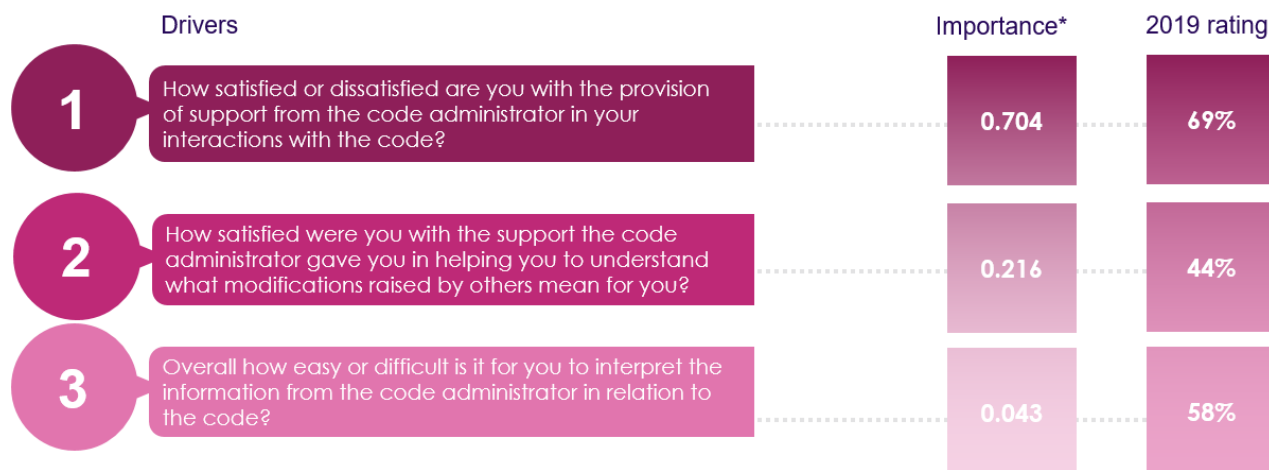 Drivers Importance* 2019 rating
1
How satisfied or dissatisfied are you with the provision
of support from the code administrator in your
interactions with the code?
0.704 69%
2
How satisfied were you with the support the code
administrator gave you in helping you to understand
what modifications raised by others mean for you?
0.216 44%
3
Overall how easy or difficult is it for you to interpret the
information from the code administrator in relation to
the code?
0.043 58%